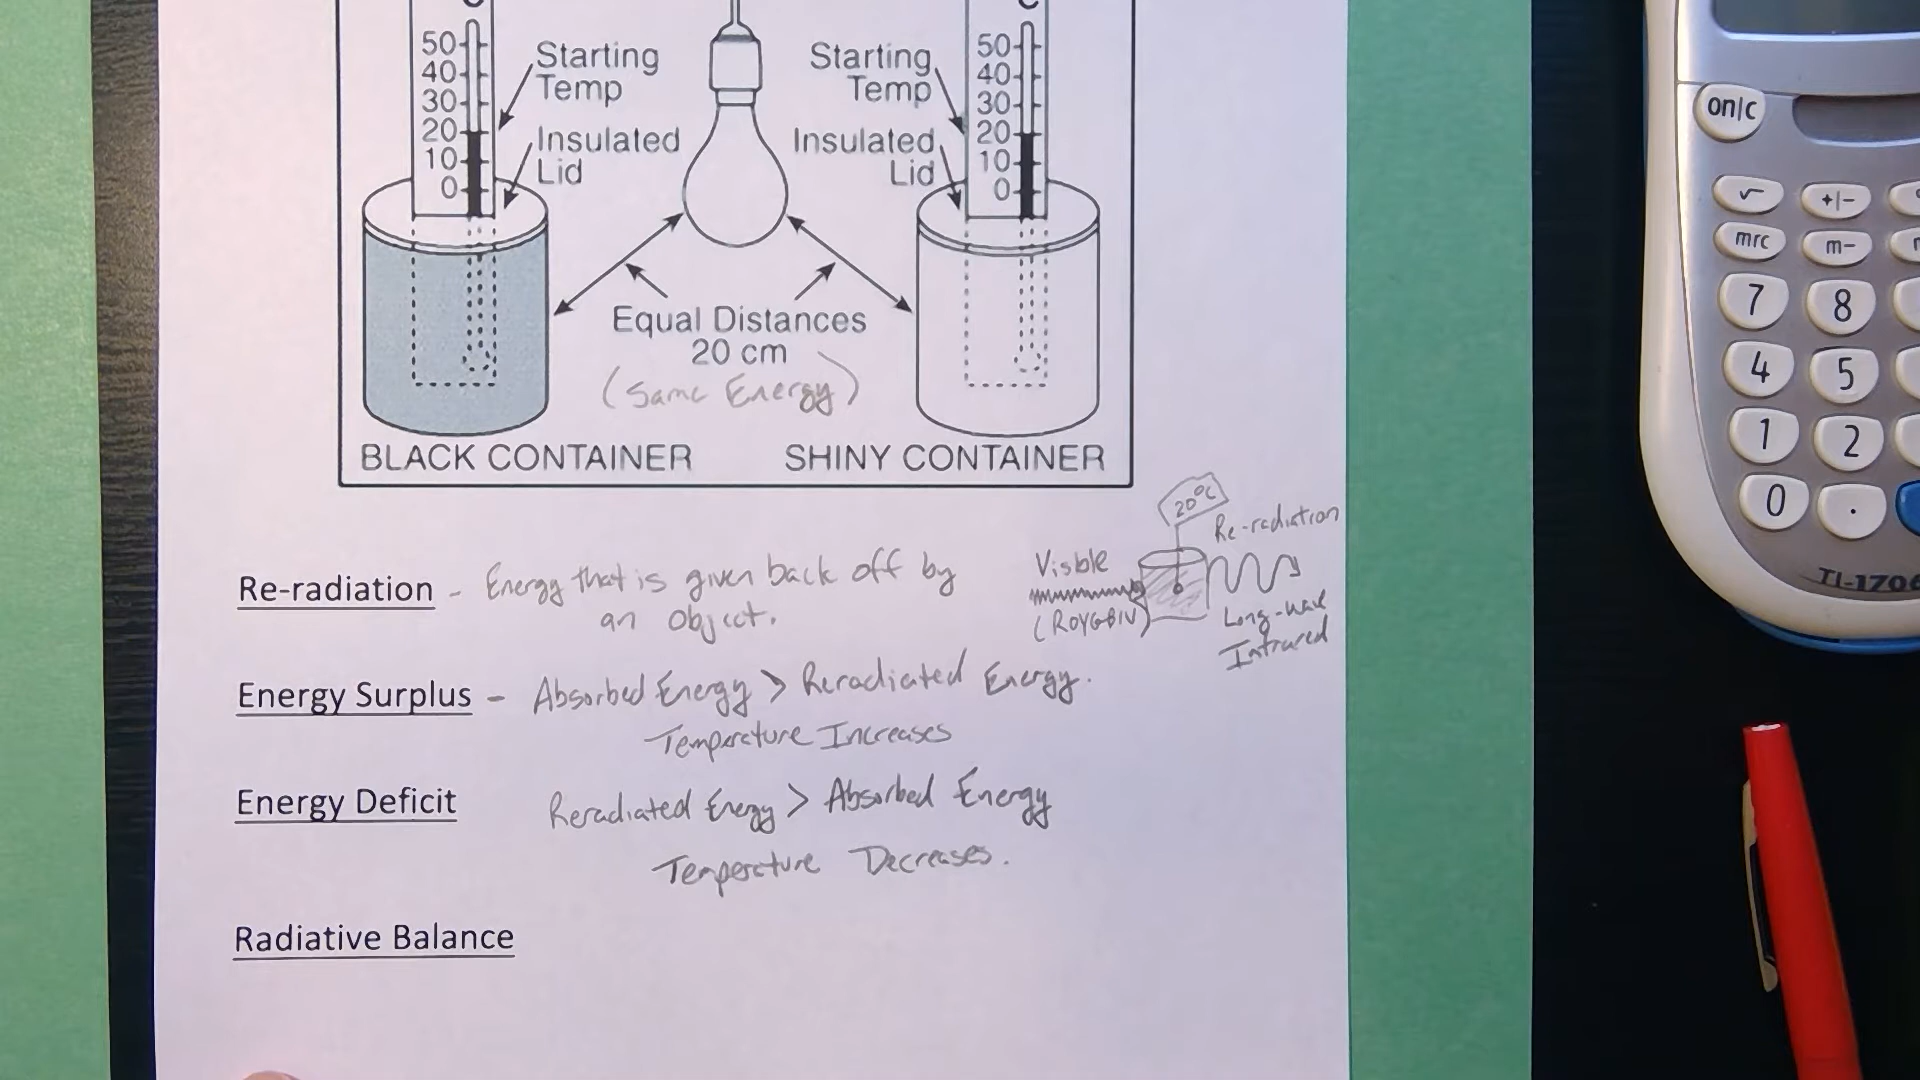 C
C
50
40
30
20
10
0
Starting
Temp
Insulated
Lid
Starting
Temp
Insulated
Lid
50
40
30
20
10
0
Equal Distances
20 cm
(Same Energy)
BLACK CONTAINER
SHINY CONTAINER
20°C
Re-radiation
Visble
(ROYGBIV)
Long-wave
Infrared
Re-radiation - Energy that is given back off by
an object.
Energy Surplus - Absorbed Energy > Reradiated Energy.
Temperature Increases
Energy Deficit Reradiated Energy > Absorbed Energy
Temperature Decreases.
Radiative Balance
on|c
√ +|−
mrc m−
7 8
4 5
1 2
0 .
TI-1706